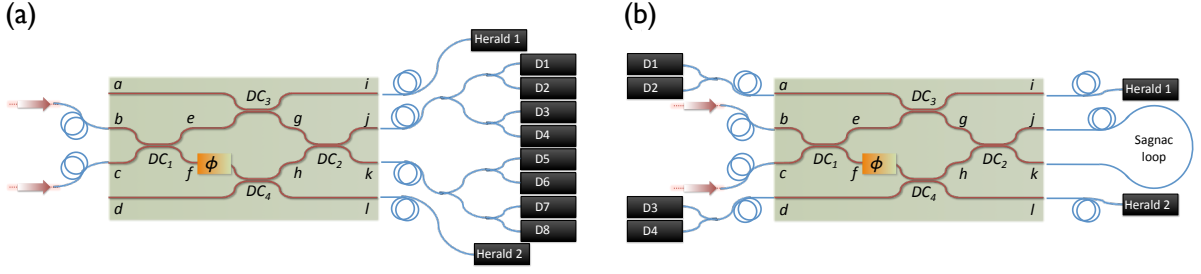 (a)
Herald 1
D1
D2
D3
D4
D5
D6
D7
D8
Herald 2
a
b
c
d
e
f
ϕ
g
h
i
j
k
l
DC1
DC2
DC3
DC4
(b)
D1
D2
D3
D4
a
b
c
d
e
f
ϕ
g
h
i
j
k
l
DC1
DC2
DC3
DC4
Herald 1
Sagnac
loop
Herald 2